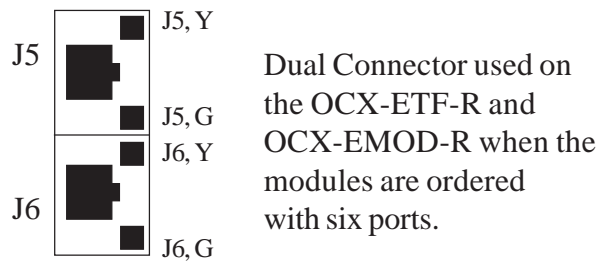 J5
J5, Y
J5, G
J6, Y
J6
J6, G
Dual Connector used on
the OCX-ETF-R and
OCX-EMOD-R when the
modules are ordered
with six ports.